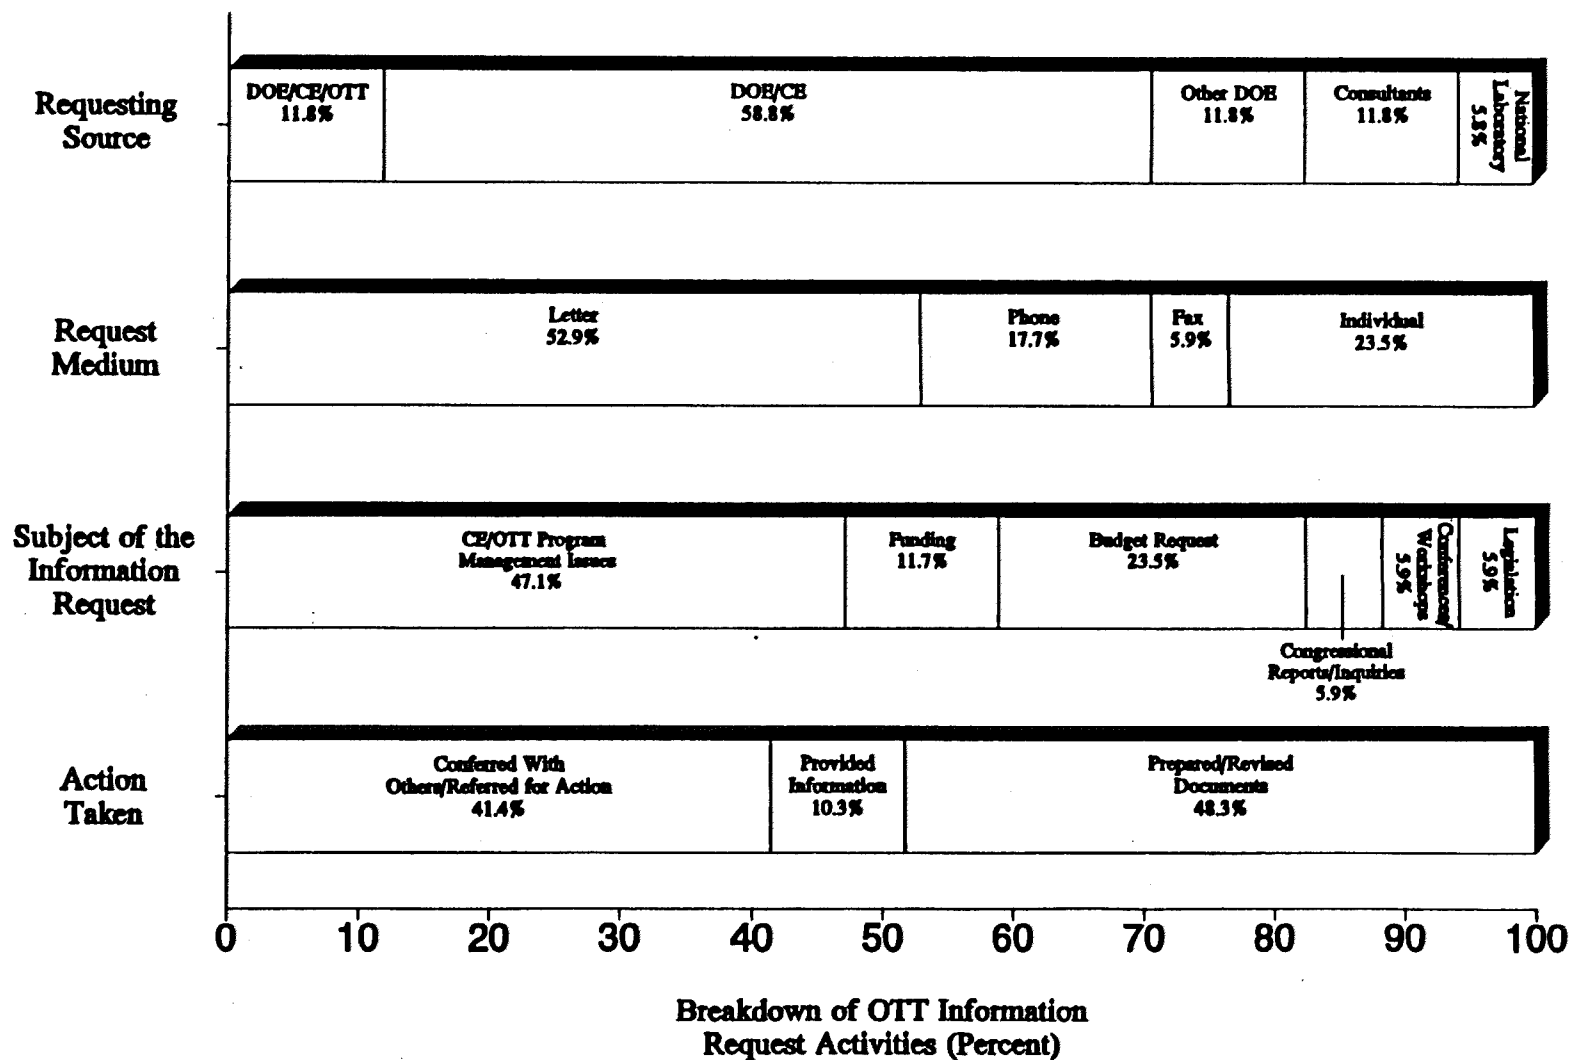 Requesting
Source
DOE/CE/OTT
11.8%
DOE/CE
58.8%
Other DOE
11.8%
Consultants
11.8%
National
Laboratory
5.8%
Request
Medium
Letter
52.9%
Phone
17.7%
Fax
5.9%
Individual
23.5%
Subject of the
Information
Request
CE/OTT Program
Management Issues
47.1%
Funding
11.7%
Budget Request
23.5%
Congressional
Reports/Inquiries
5.9%
Conferences/
Workshops
5.9%
Legislation
5.9%
Action
Taken
Conferred With
Others/Referred for Action
41.4%
Provided
Information
10.3%
Prepared/Revised
Documents
48.3%
0 10 20 30 40 50 60 70 80 90 100
Breakdown of OTT Information
Request Activities (Percent)